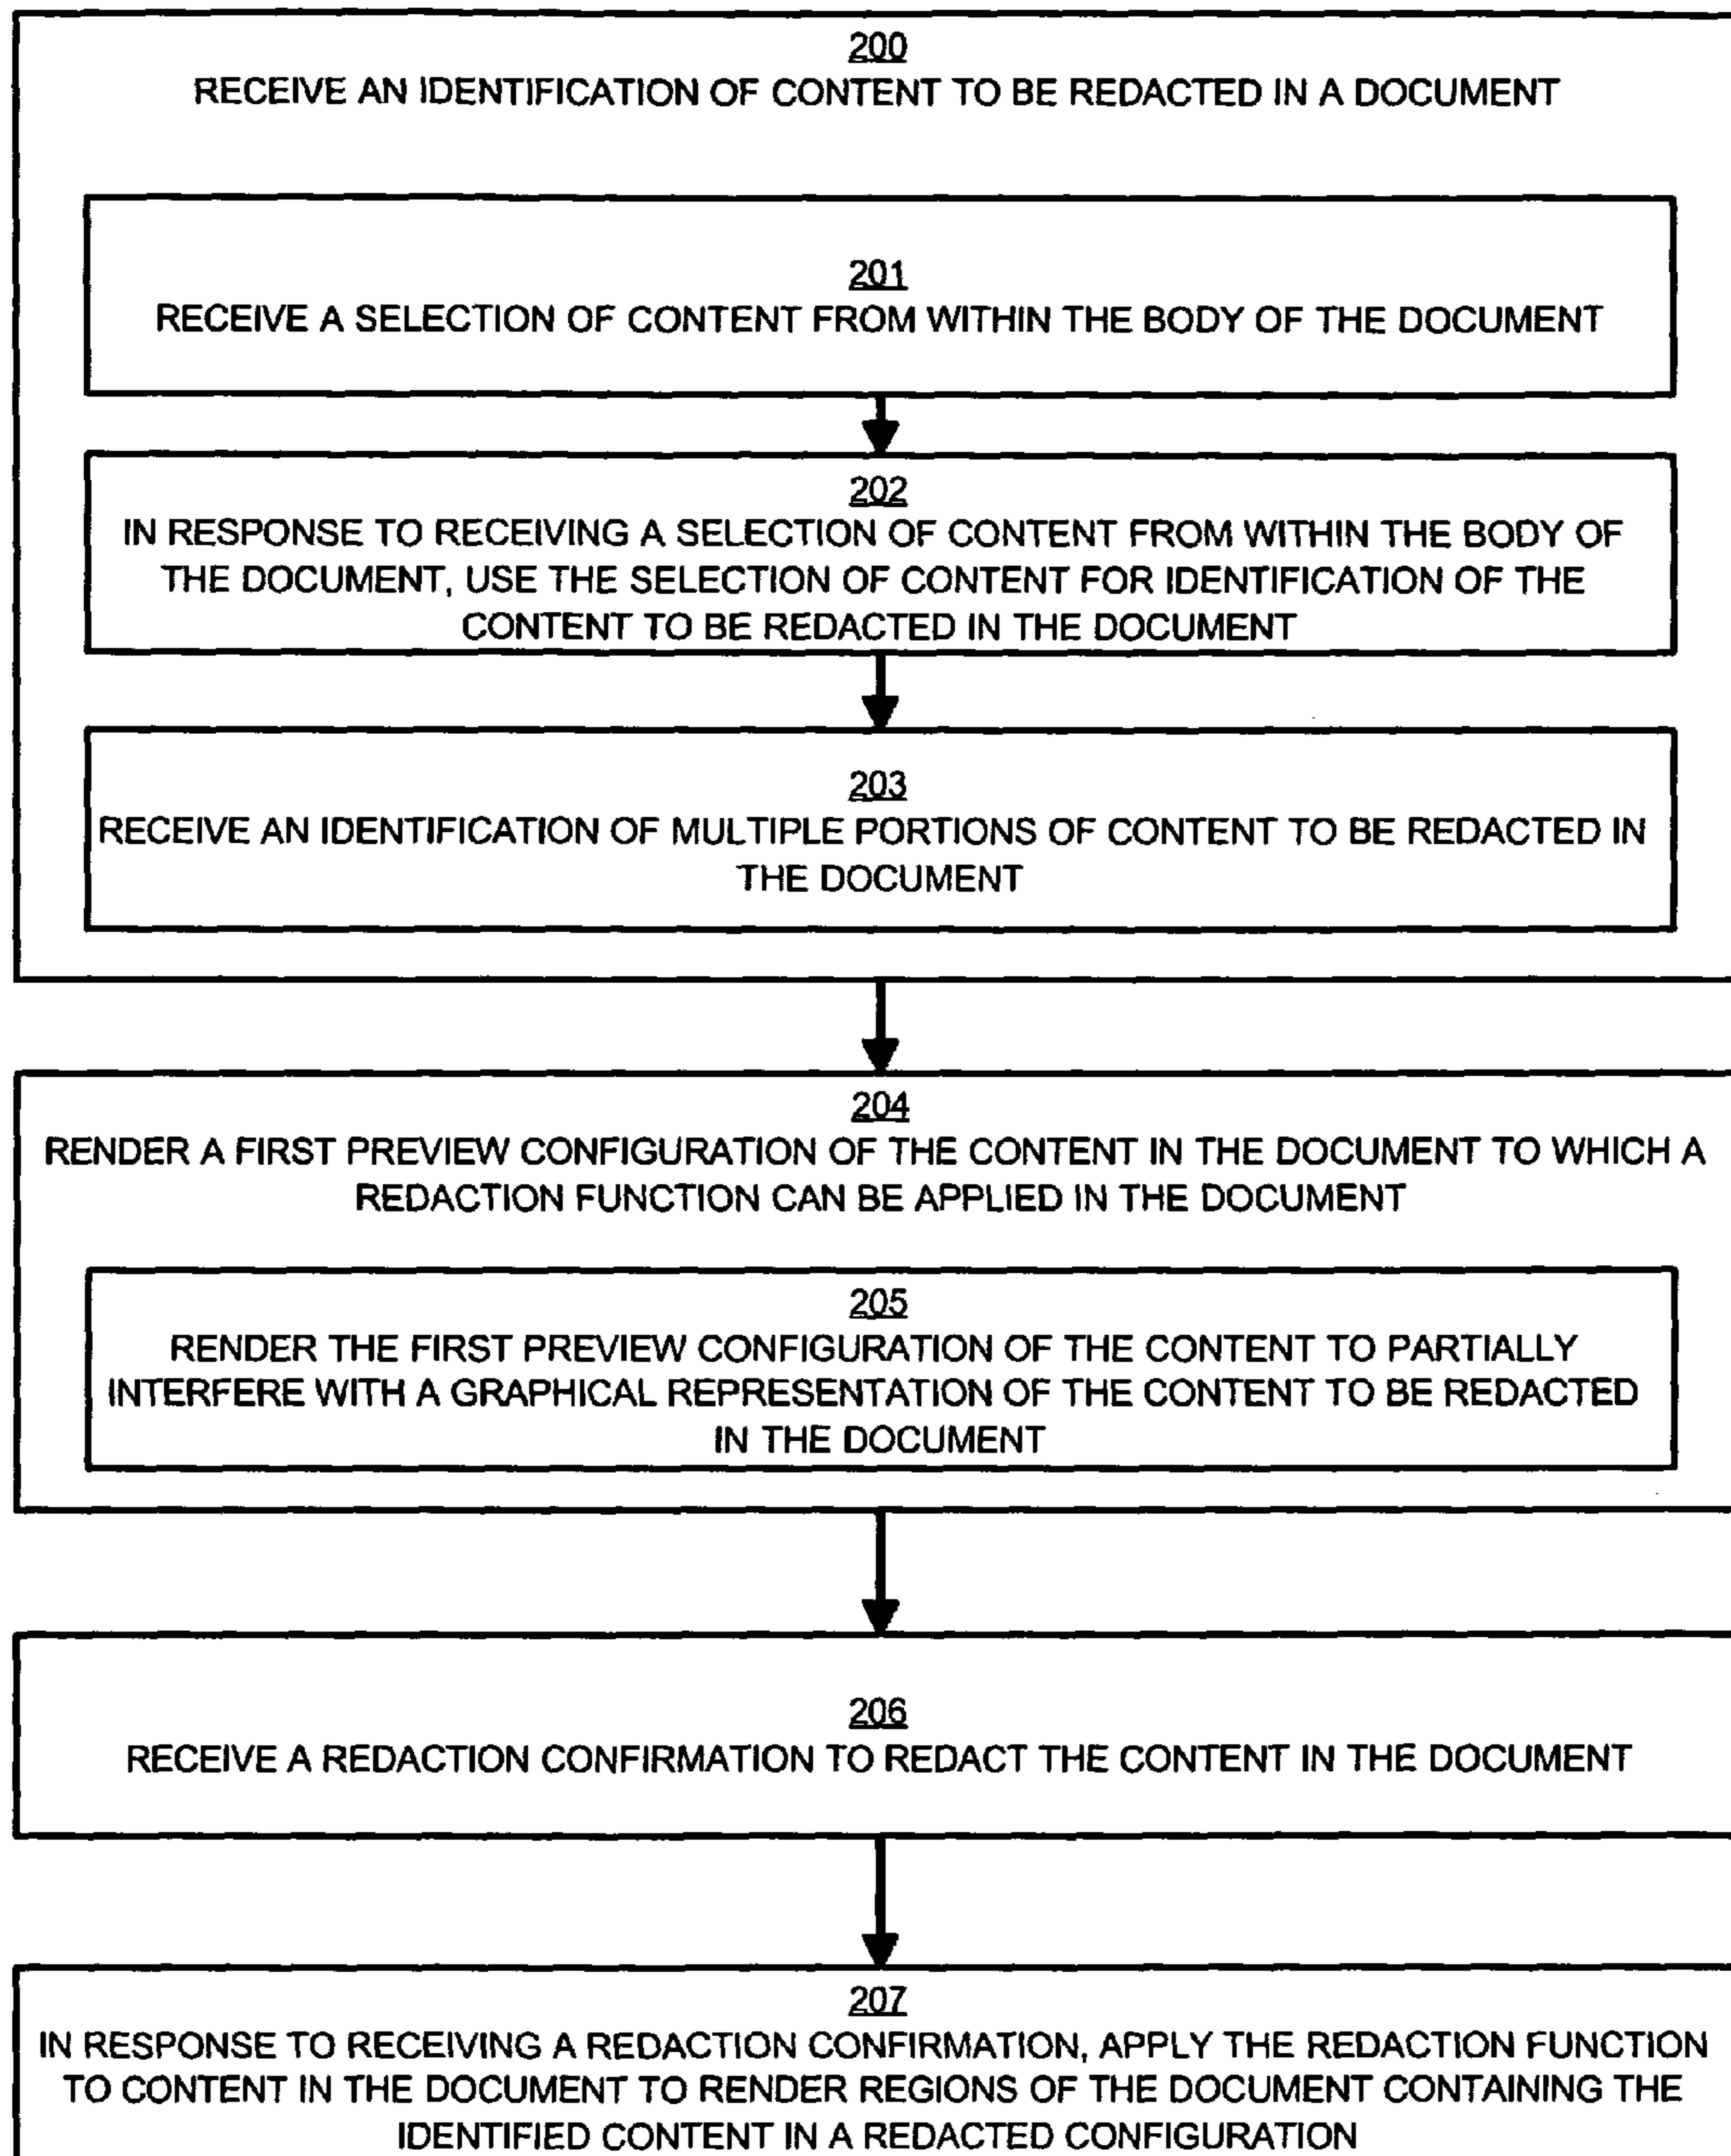 200
RECEIVE AN IDENTIFICATION OF CONTENT TO BE REDACTED IN A DOCUMENT
201
RECEIVE A SELECTION OF CONTENT FROM WITHIN THE BODY OF THE DOCUMENT
202
IN RESPONSE TO RECEIVING A SELECTION OF CONTENT FROM WITHIN THE BODY OF
THE DOCUMENT, USE THE SELECTION OF CONTENT FOR IDENTIFICATION OF THE
CONTENT TO BE REDACTED IN THE DOCUMENT
203
RECEIVE AN IDENTIFICATION OF MULTIPLE PORTIONS OF CONTENT TO BE REDACTED IN
THE DOCUMENT
204
RENDER A FIRST PREVIEW CONFIGURATION OF THE CONTENT IN THE DOCUMENT TO WHICH A
REDACTION FUNCTION CAN BE APPLIED IN THE DOCUMENT
205
RENDER THE FIRST PREVIEW CONFIGURATION OF THE CONTENT TO PARTIALLY
INTERFERE WITH A GRAPHICAL REPRESENTATION OF THE CONTENT TO BE REDACTED
IN THE DOCUMENT
206
RECEIVE A REDACTION CONFIRMATION TO REDACT THE CONTENT IN THE DOCUMENT
207
IN RESPONSE TO RECEIVING A REDACTION CONFIRMATION, APPLY THE REDACTION FUNCTION
TO CONTENT IN THE DOCUMENT TO RENDER REGIONS OF THE DOCUMENT CONTAINING THE
IDENTIFIED CONTENT IN A REDACTED CONFIGURATION